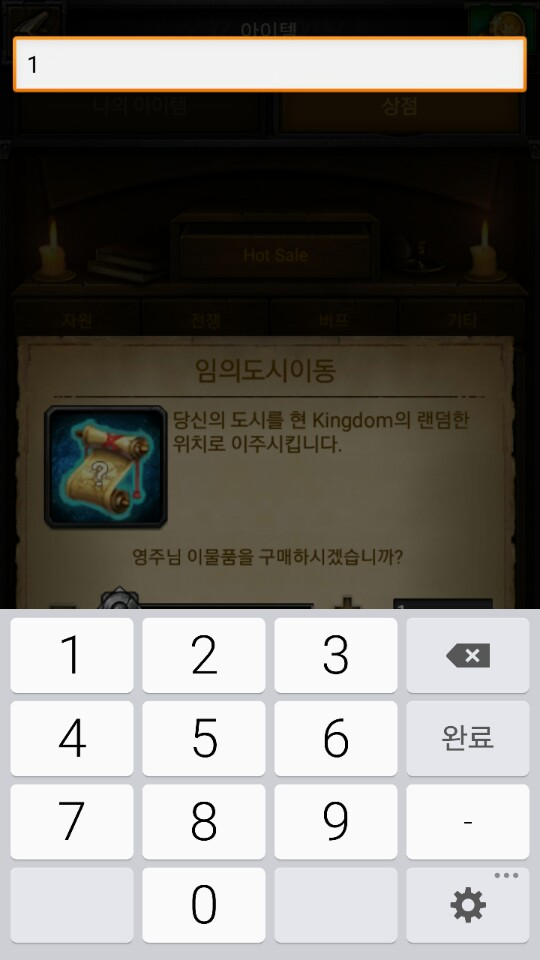 아이템
1
나의 아이템
상점
Hot Sale
자원 전쟁 버프 기타
임의도시이동
당신의 도시를 현 Kingdom의 랜덤한
위치로 이주시킵니다.
?
영주님 이물품을 구매하시겠습니까?
1
1 2 3
4 5 6 완료
7 8 9 -
0